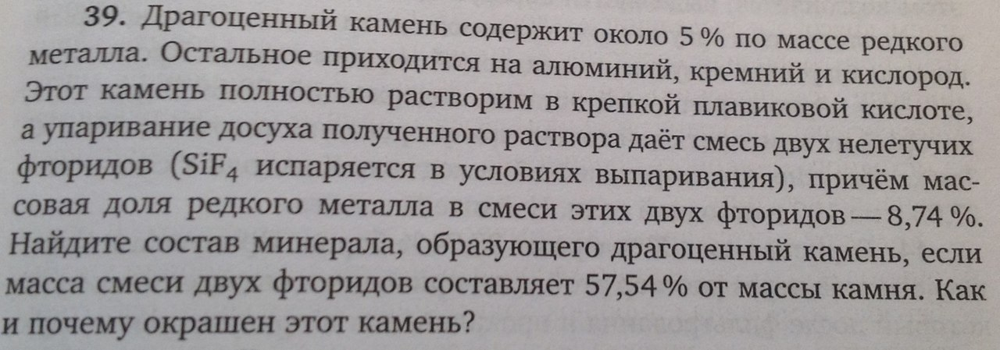 39. Драгоценный камень содержит около 5 % по массе редкого
металла. Остальное приходится на алюминий, кремний и кислород.
Этот камень полностью растворим в крепкой плавиковой кислоте,
а упаривание досуха полученного раствора даёт смесь двух нелетучих
фторидов (SiF₄ испаряется в условиях выпаривания), причём мас-
совая доля редкого металла в смеси этих двух фторидов — 8,74 %.
Найдите состав минерала, образующего драгоценный камень, если
масса смеси двух фторидов составляет 57,54 % от массы камня. Как
и почему окрашен этот камень?